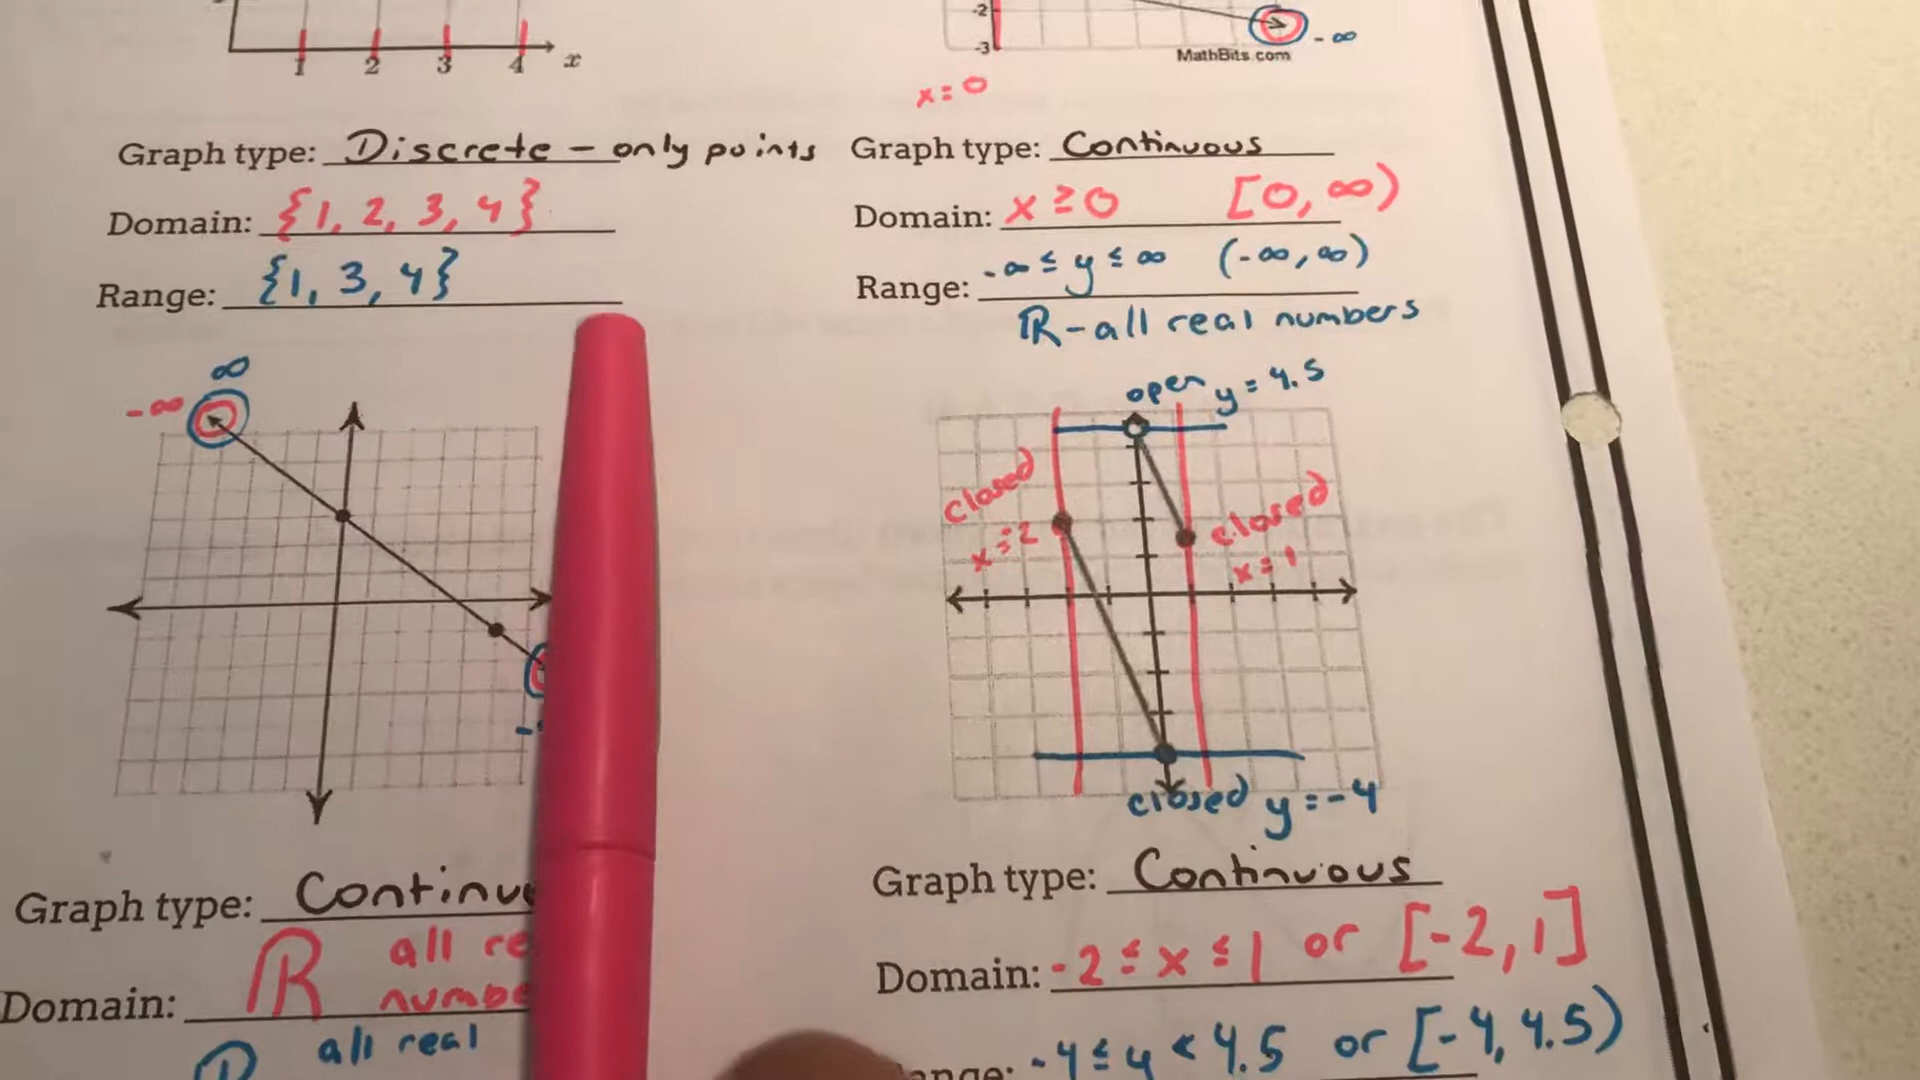 1 2 3 4 x
Graph type: Discrete - only points
Domain: {1, 2, 3, 4}
Range: {1, 3, 4}
-2
-3
- ∞
MathBits.com
x = 0
Graph type: Continuous
Domain: x ≥ 0 [0, ∞)
Range: -∞ ≤ y ≤ ∞ (-∞, ∞)
ℝ - all real numbers
∞
-∞
Graph type: Continu
Domain: ℝ all re
numbe
all real
open y = 4.5
closed
closed
x = 1
closed y = -4
Graph type: Continuous
Domain: -2 ≤ x ≤ 1 or [-2, 1]
-4 ≤ y < 4.5 or [-4, 4.5)